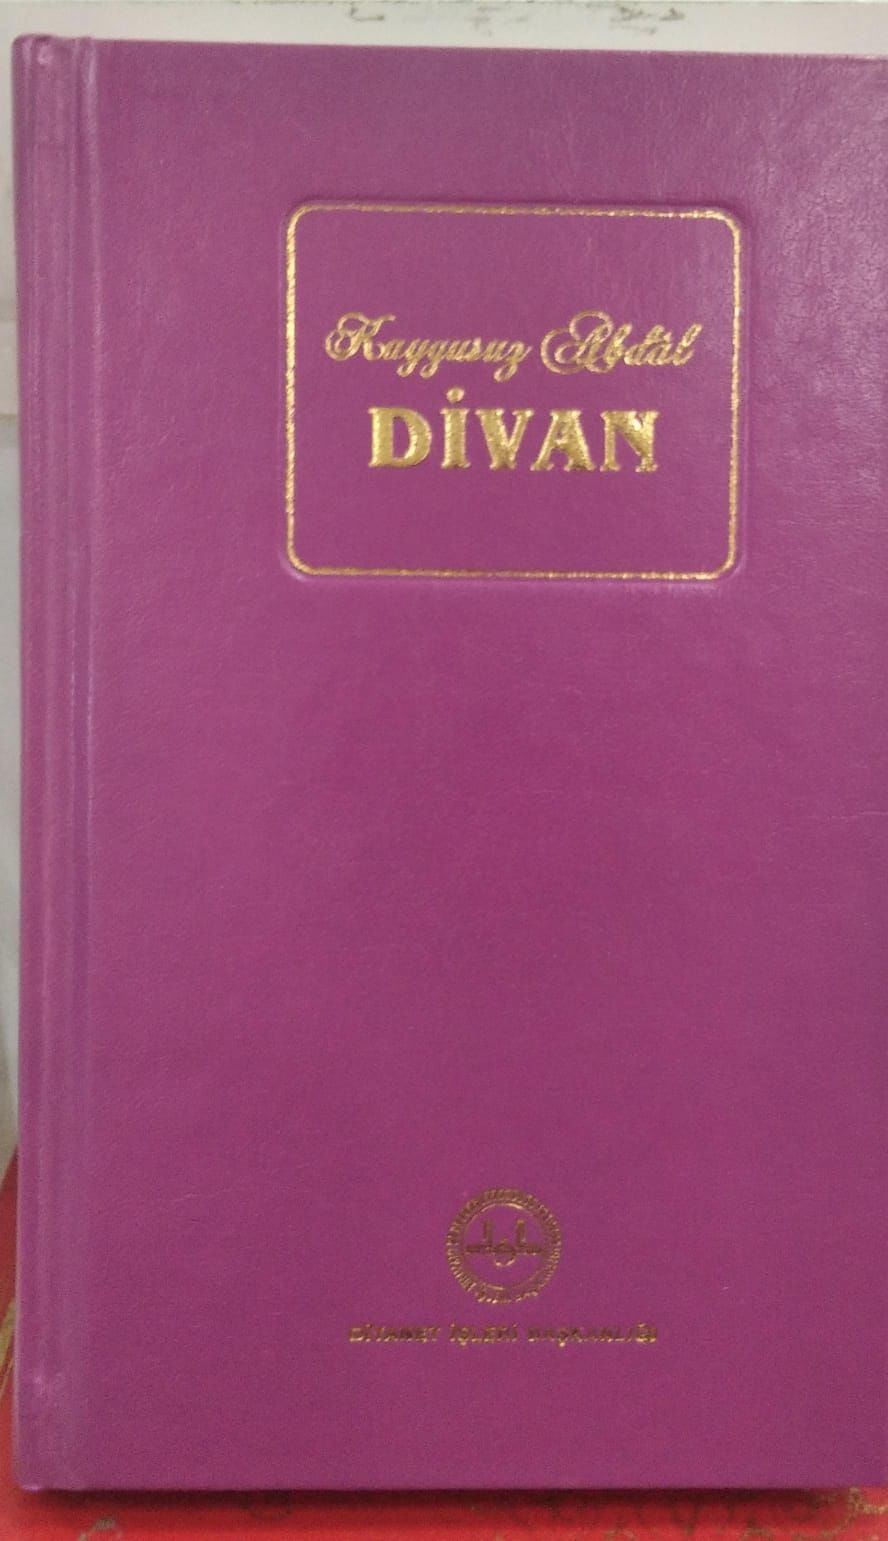 Kaygusuz Abdâl
DİVAN
DİYANET İŞLERİ BAŞKANLIĞI